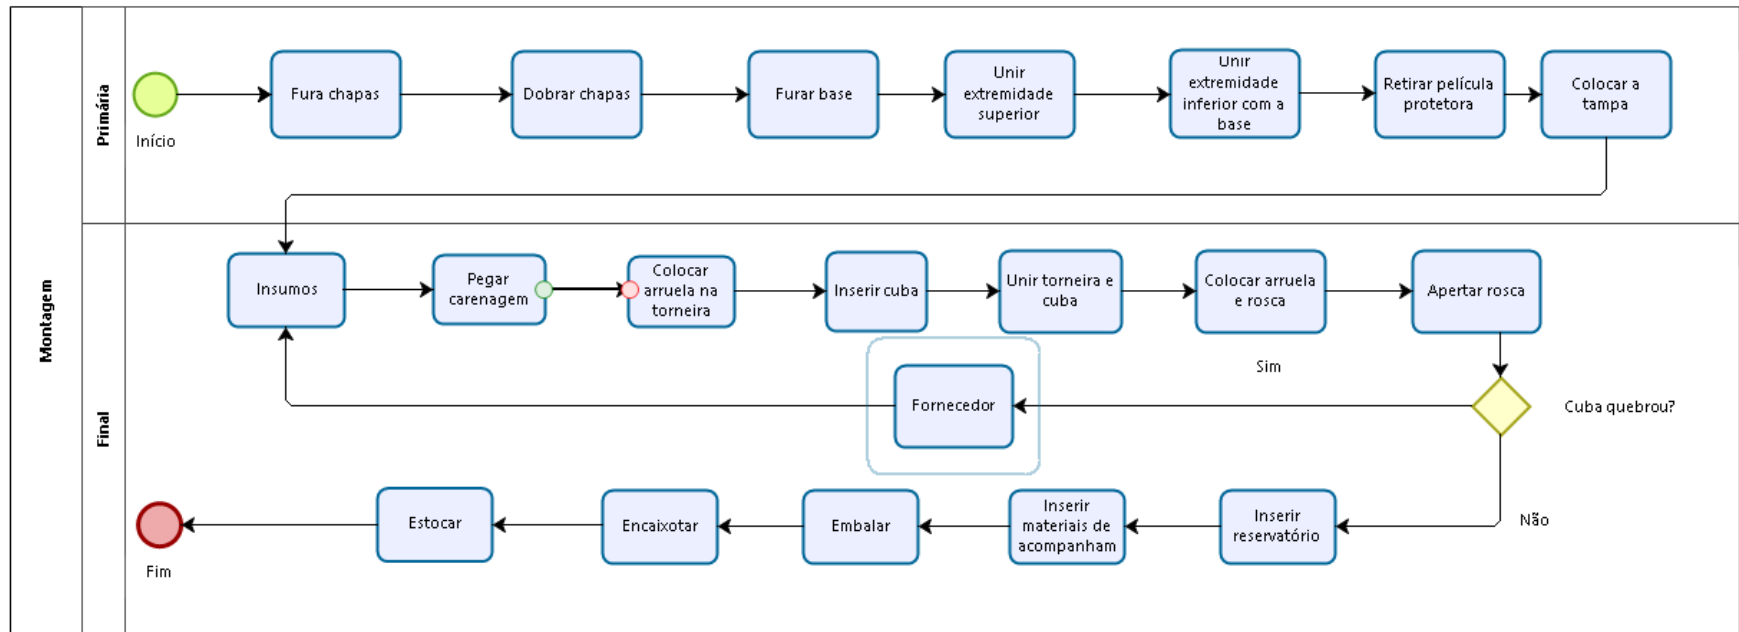 Montagem
Primária
Início
Fura chapas
Dobrar chapas
Furar base
Unir
extremidade
superior
Unir
extremidade
inferior com a
base
Retirar película
protetora
Colocar a
tampa
Final
Insumos
Pegar
carenagem
Colocar
arruela na
torneira
Inserir cuba
Unir torneira e
cuba
Colocar arruela
e rosca
Apertar rosca
Cuba quebrou?
Sim
Fornecedor
Não
Inserir
reservatório
Inserir
materiais de
acompanham
Embalar
Encaixotar
Estocar
Fim